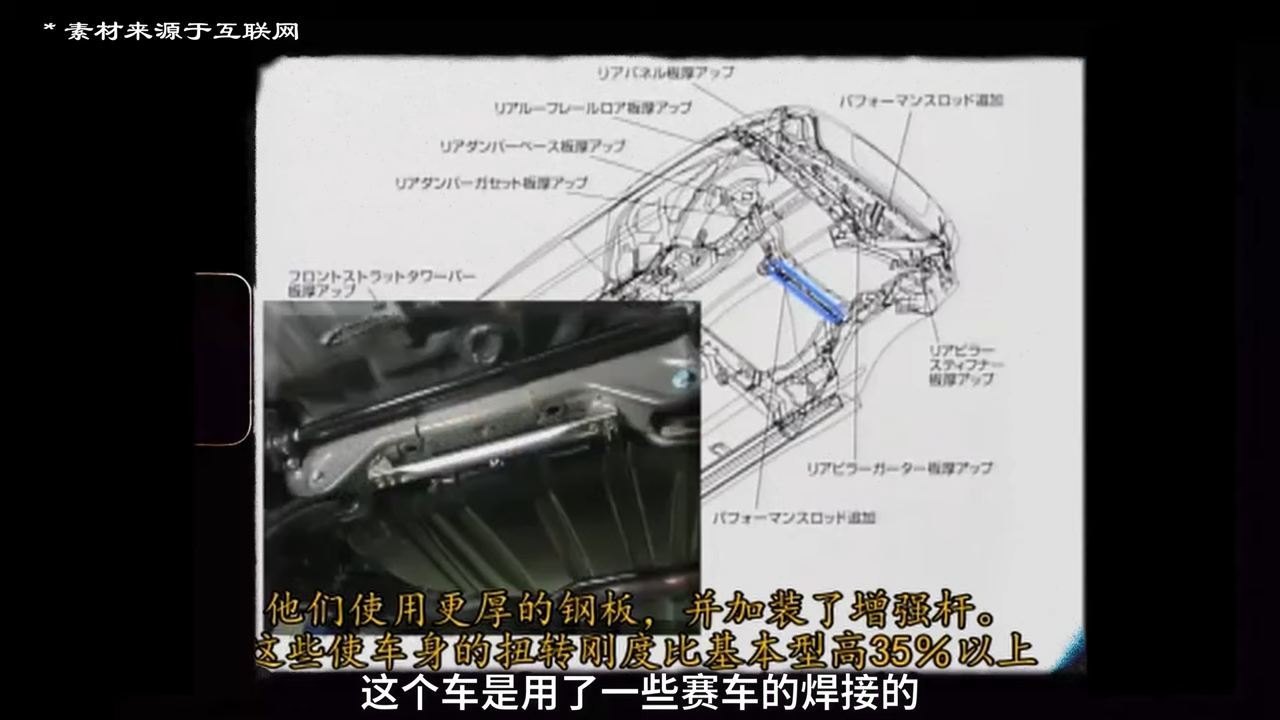 * 素材来源于互联网
リアパネル板厚アップ
パフォーマンスロッド追加
リアルーフレールロア板厚アップ
リアダンパーベース板厚アップ
リアダンパーガセット板厚アップ
フロントストラットタワーバー
板厚アップ
リアピラー
スティフナー
板厚アップ
リアピラーガーター板厚アップ
パフォーマンスロッド追加
他们使用更厚的钢板，并加装了增强杆。
这些使车身的扭转刚度比基本型高35%以上
这个车是用了一些赛车的焊接的